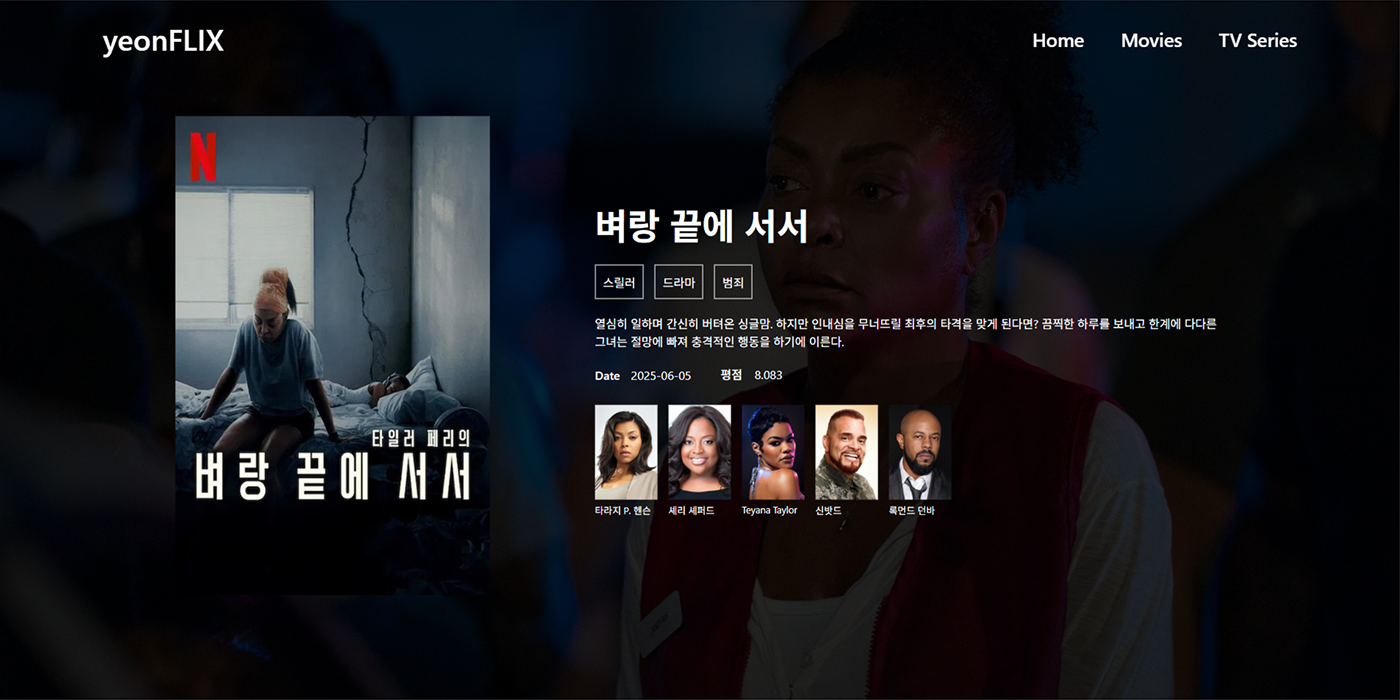 yeonFLIX
Home Movies TV Series
N
타일러 페리의
벼랑 끝에 서서
벼랑 끝에 서서
스릴러 드라마 범죄
열심히 일하며 간신히 버텨온 싱글맘. 하지만 인내심을 무너뜨릴 최후의 타격을 맞게 된다면? 끔찍한 하루를 보내고 한계에 다다른
그녀는 절망에 빠져 충격적인 행동을 하기에 이른다.
Date 2025-06-05 평점 8.083
타라지 P. 헨슨 셰리 셰퍼드 Teyana Taylor 신밧드 록먼드 던바